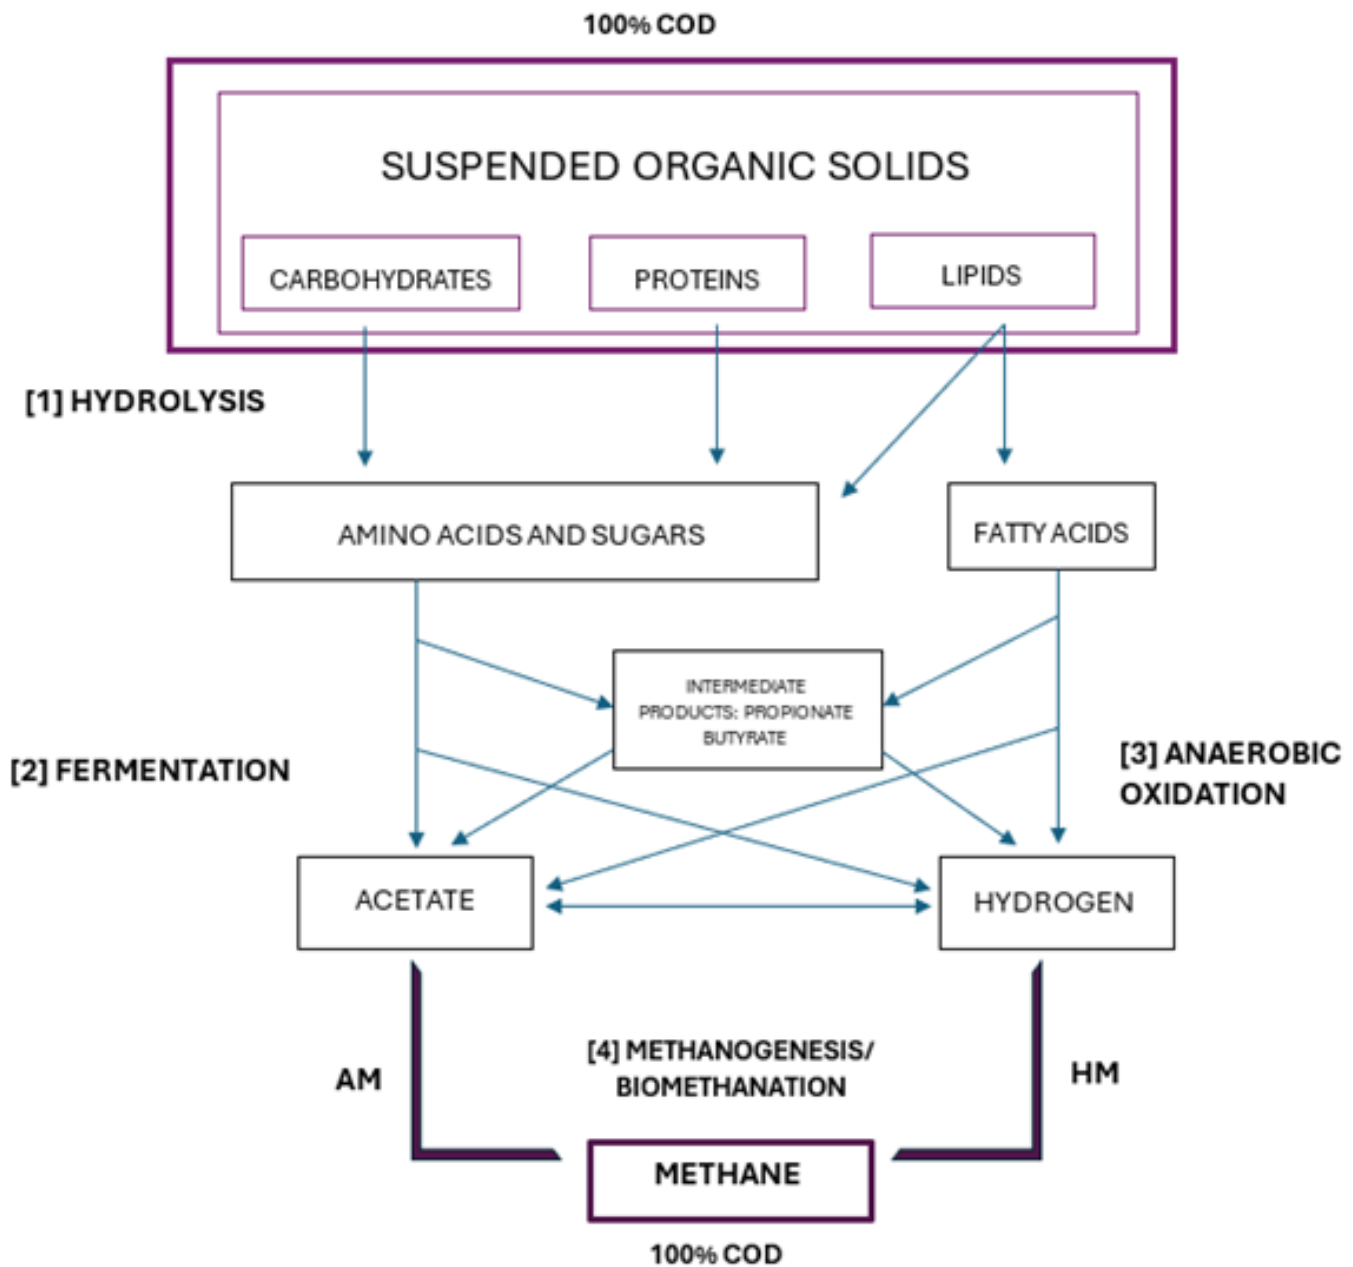 100% COD
SUSPENDED ORGANIC SOLIDS
CARBOHYDRATES
PROTEINS
LIPIDS
[1] HYDROLYSIS
AMINO ACIDS AND SUGARS
FATTY ACIDS
INTERMEDIATE
PRODUCTS: PROPIONATE
BUTYRATE
[2] FERMENTATION
[3] ANAEROBIC
OXIDATION
ACETATE
HYDROGEN
AM
[4] METHANOGENESIS/
BIOMETHANATION
HM
METHANE
100% COD